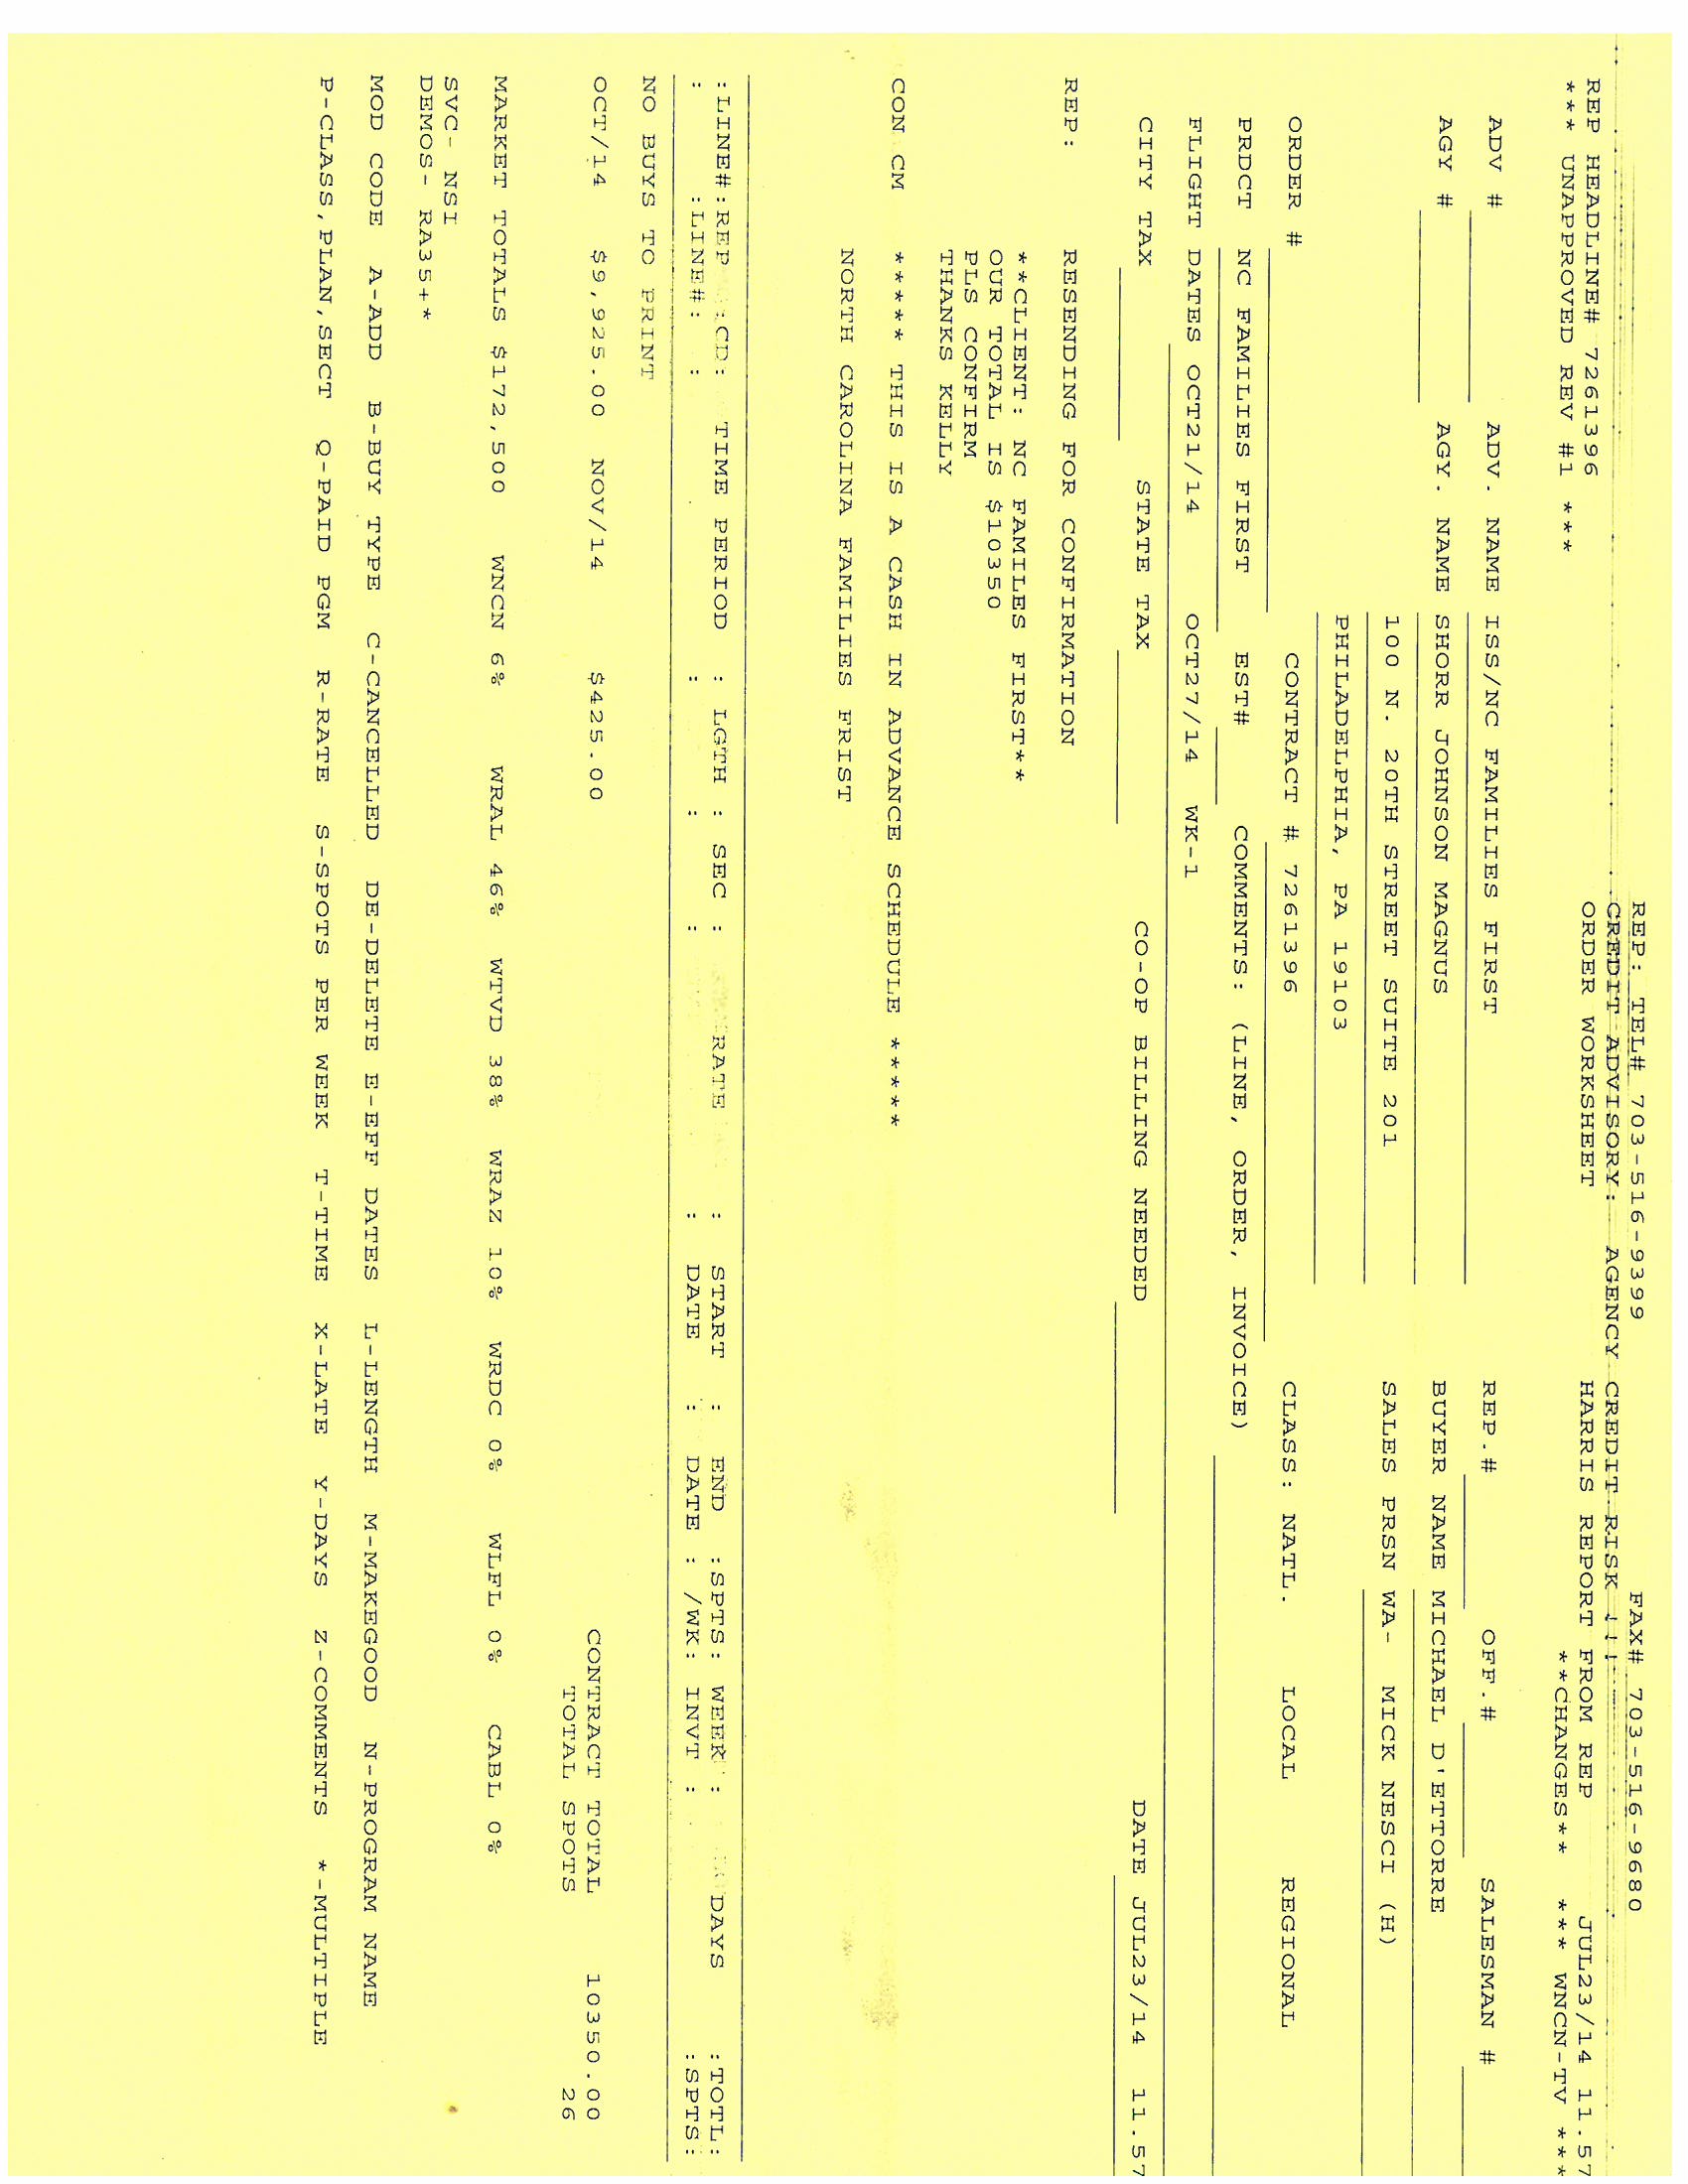 REP: TEL# 703-516-9399 FAX# 703-516-9680
CREDIT ADVISORY: AGENCY CREDIT RISK !!!
REP HEADLINE# 7261396 ORDER WORKSHEET HARRIS REPORT FROM REP JUL23/14 11.57
*** UNAPPROVED REV #1 *** **CHANGES** *** WNCN-TV ***
ADV # ADV. NAME ISS/NC FAMILIES FIRST REP.# OFF.# SALESMAN #
AGY # AGY. NAME SHORR JOHNSON MAGNUS BUYER NAME MICHAEL D'ETTORRE
100 N. 20TH STREET SUITE 201 SALES PRSN WA- MICK NESCI (H)
PHILADELPHIA, PA 19103
ORDER # CONTRACT # 7261396 CLASS: NATL. LOCAL REGIONAL
PRDCT NC FAMILIES FIRST EST# COMMENTS: (LINE, ORDER, INVOICE)
FLIGHT DATES OCT21/14 OCT27/14 WK-1
CITY TAX STATE TAX CO-OP BILLING NEEDED DATE JUL23/14 11.57
REP: RESENDING FOR CONFIRMATION
**CLIENT: NC FAMILES FIRST**
OUR TOTAL IS $10350
PLS CONFIRM
THANKS KELLY
CON: CM ***** THIS IS A CASH IN ADVANCE SCHEDULE *****
NORTH CAROLINA FAMILIES FRIST
:LINE#:REP :CD: TIME PERIOD : LGTH : SEC : RATE : START : END :SPTS: WEEK : DAYS :TOTL:
: :LINE#: : : : : : DATE : DATE : /WK: INVT : :SPTS:
NO BUYS TO PRINT
OCT/14 $9,925.00 NOV/14 $425.00 CONTRACT TOTAL 10350.00
TOTAL SPOTS 26
MARKET TOTALS $172,500 WNCN 6% WRAL 46% WTVD 38% WRAZ 10% WRDC 0% WLFL 0% CABL 0%
SVC- NSI
DEMOS- RA35+*
MOD CODE A-ADD B-BUY TYPE C-CANCELLED DE-DELETE E-EFF DATES L-LENGTH M-MAKEGOOD N-PROGRAM NAME
P-CLASS,PLAN,SECT Q-PAID PGM R-RATE S-SPOTS PER WEEK T-TIME X-LATE Y-DAYS Z-COMMENTS *-MULTIPLE